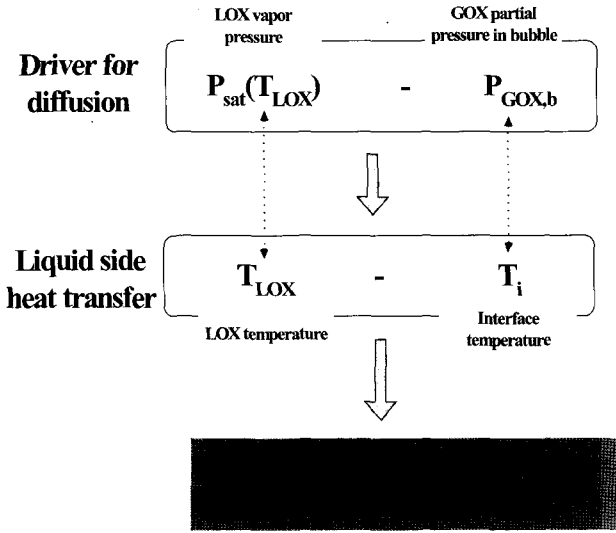 LOX vapor
pressure
GOX partial
pressure in bubble
Driver for
diffusion
P_sat(T_LOX) - P_GOX,b
Liquid side
heat transfer
T_LOX - T_i
LOX temperature
Interface
temperature